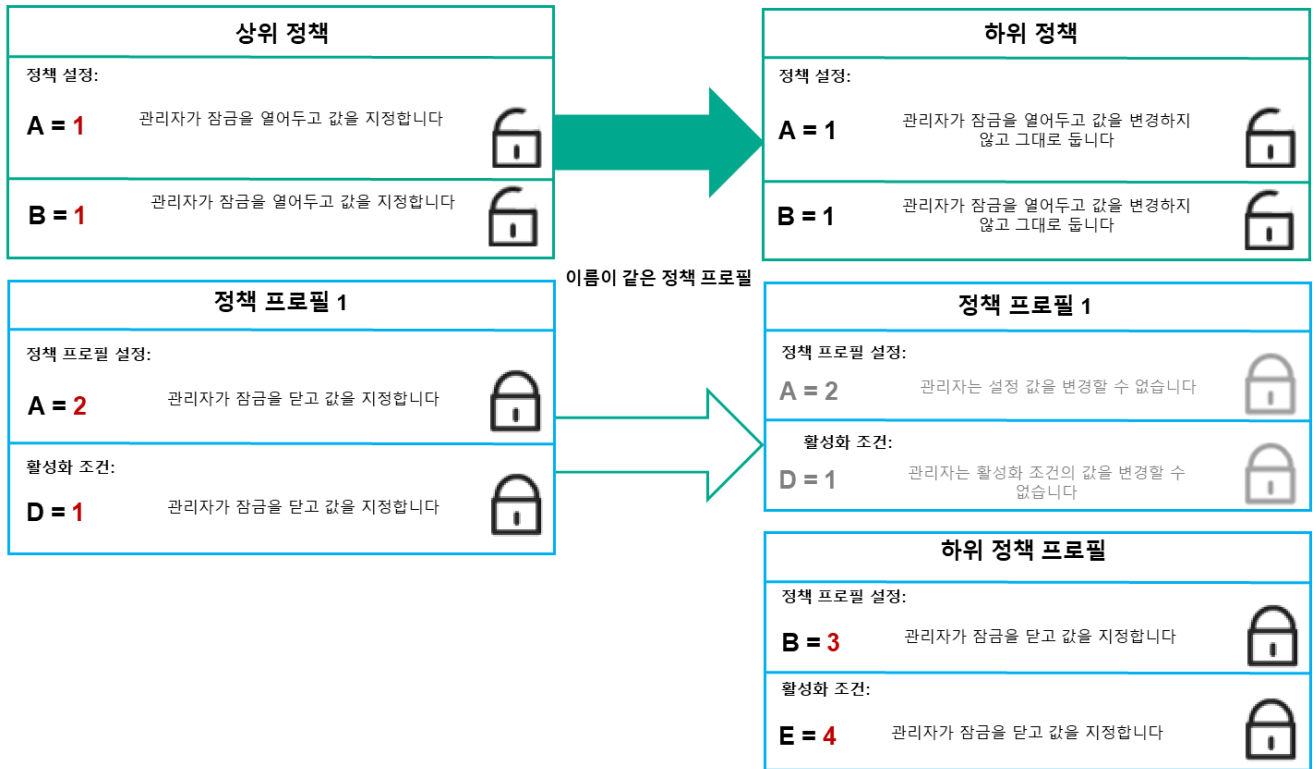 상위 정책
정책 설정:
A = 1
관리자가 잠금을 열어두고 값을 지정합니다
B = 1
관리자가 잠금을 열어두고 값을 지정합니다
하위 정책
정책 설정:
A = 1
관리자가 잠금을 열어두고 값을 변경하지
않고 그대로 둡니다
B = 1
관리자가 잠금을 열어두고 값을 변경하지
않고 그대로 둡니다
이름이 같은 정책 프로필
정책 프로필 1
정책 프로필 설정:
A = 2
관리자가 잠금을 닫고 값을 지정합니다
활성화 조건:
D = 1
관리자가 잠금을 닫고 값을 지정합니다
정책 프로필 1
정책 프로필 설정:
A = 2
관리자는 설정 값을 변경할 수 없습니다
활성화 조건:
D = 1
관리자는 활성화 조건의 값을 변경할 수
없습니다
하위 정책 프로필
정책 프로필 설정:
B = 3
관리자가 잠금을 닫고 값을 지정합니다
활성화 조건:
E = 4
관리자가 잠금을 닫고 값을 지정합니다